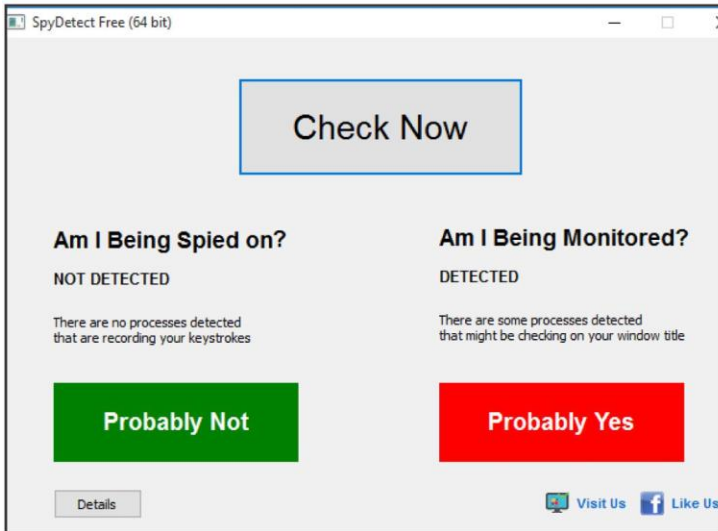 SpyDetect Free (64 bit)
Check Now
Am I Being Spied on?
NOT DETECTED
There are no processes detected
that are recording your keystrokes
Probably Not
Am I Being Monitored?
DETECTED
There are some processes detected
that might be checking on your window title
Probably Yes
Details
Visit Us
Like Us